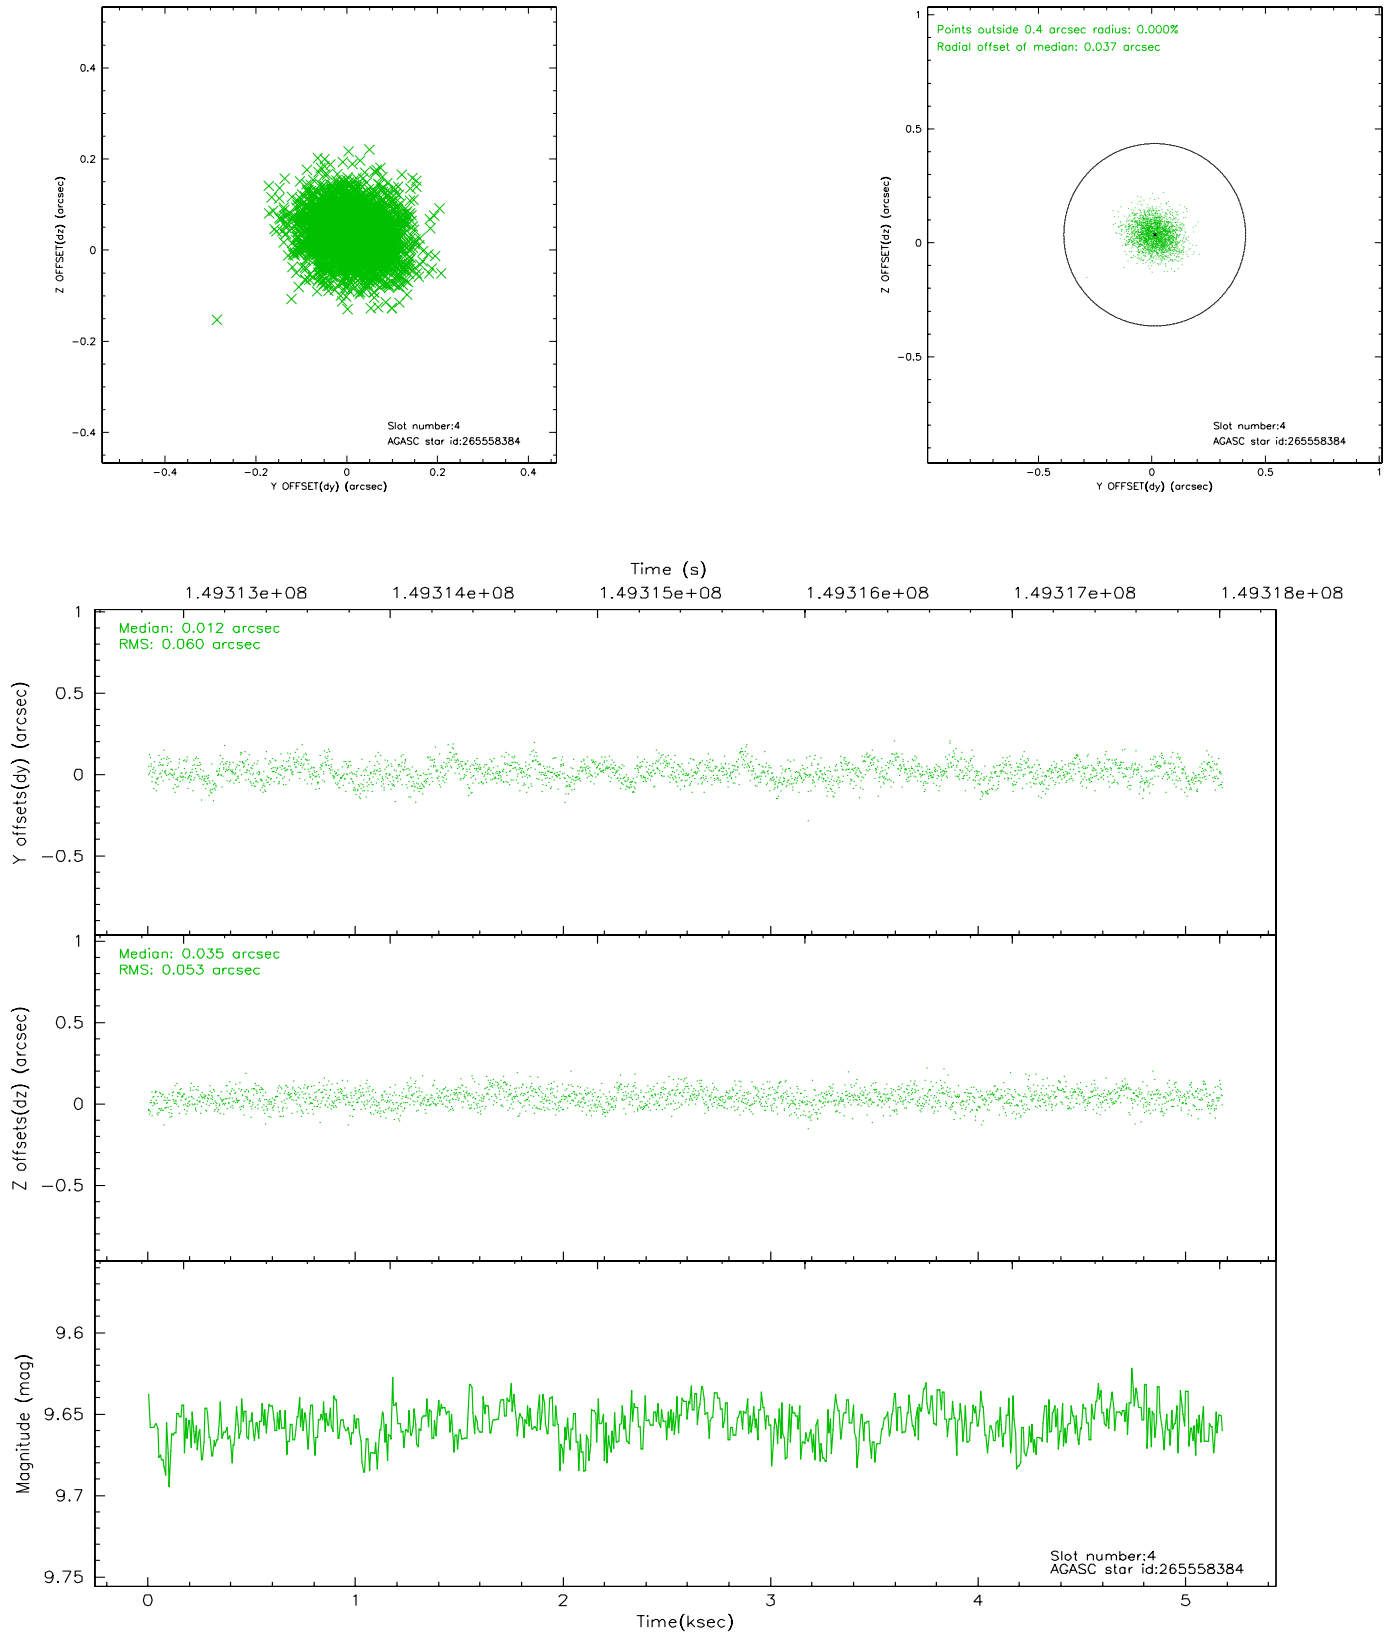 0.4
0.2
0
−0.2
−0.4
Z OFFSET(dz) (arcsec)
Slot number:4
AGASC star id:265558384
−0.4 −0.2 0 0.2 0.4
Y OFFSET(dy) (arcsec)
Points outside 0.4 arcsec radius: 0.000%
Radial offset of median: 0.037 arcsec
1
0.5
0
−0.5
Z OFFSET(dz) (arcsec)
Slot number:4
AGASC star id:265558384
−0.5 0 0.5 1
Y OFFSET(dy) (arcsec)
Time (s)
1.49313e+08 1.49314e+08 1.49315e+08 1.49316e+08 1.49317e+08 1.49318e+08
Median: 0.012 arcsec
RMS: 0.060 arcsec
1
0.5
0
−0.5
Y offsets(dy) (arcsec)
Median: 0.035 arcsec
RMS: 0.053 arcsec
1
0.5
0
−0.5
Z offsets(dz) (arcsec)
9.6
9.65
9.7
9.75
Magnitude (mag)
Slot number:4
AGASC star id:265558384
0 1 2 3 4 5
Time(ksec)